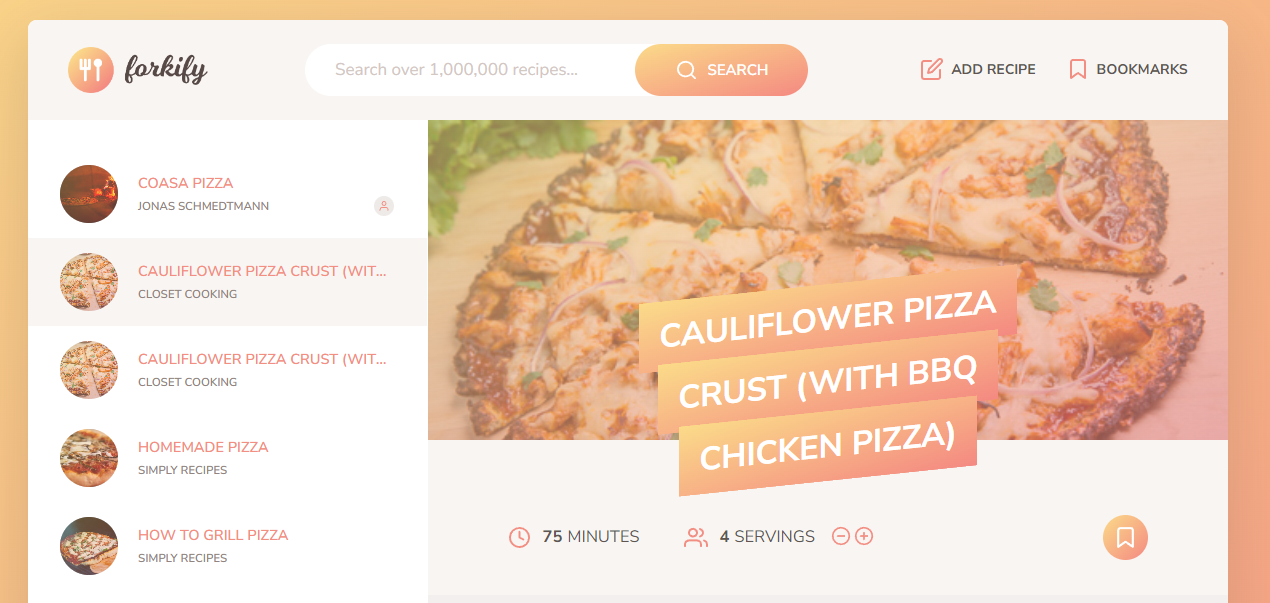 forkify
Search over 1,000,000 recipes...
SEARCH
ADD RECIPE
BOOKMARKS
COASA PIZZA
JONAS SCHMEDTMANN
CAULIFLOWER PIZZA CRUST (WIT...
CLOSET COOKING
CAULIFLOWER PIZZA CRUST (WIT...
CLOSET COOKING
HOMEMADE PIZZA
SIMPLY RECIPES
HOW TO GRILL PIZZA
SIMPLY RECIPES
CAULIFLOWER PIZZA
CRUST (WITH BBQ
CHICKEN PIZZA)
75 MINUTES
4 SERVINGS